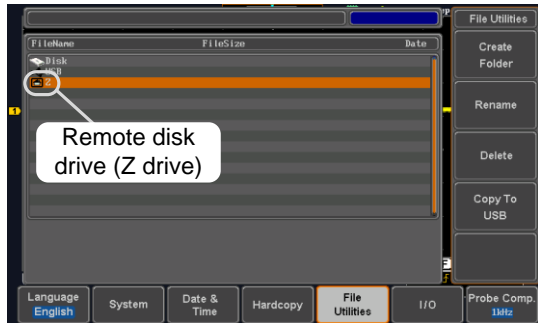 File Utilities
FileName FileSize Date
Disk
USB
Z
Create
Folder
Rename
Delete
Copy To
USB
1
Remote disk
drive (Z drive)
F
Language
English
System
Date &
Time
Hardcopy
File
Utilities
I/O
Probe Comp.
1kHz